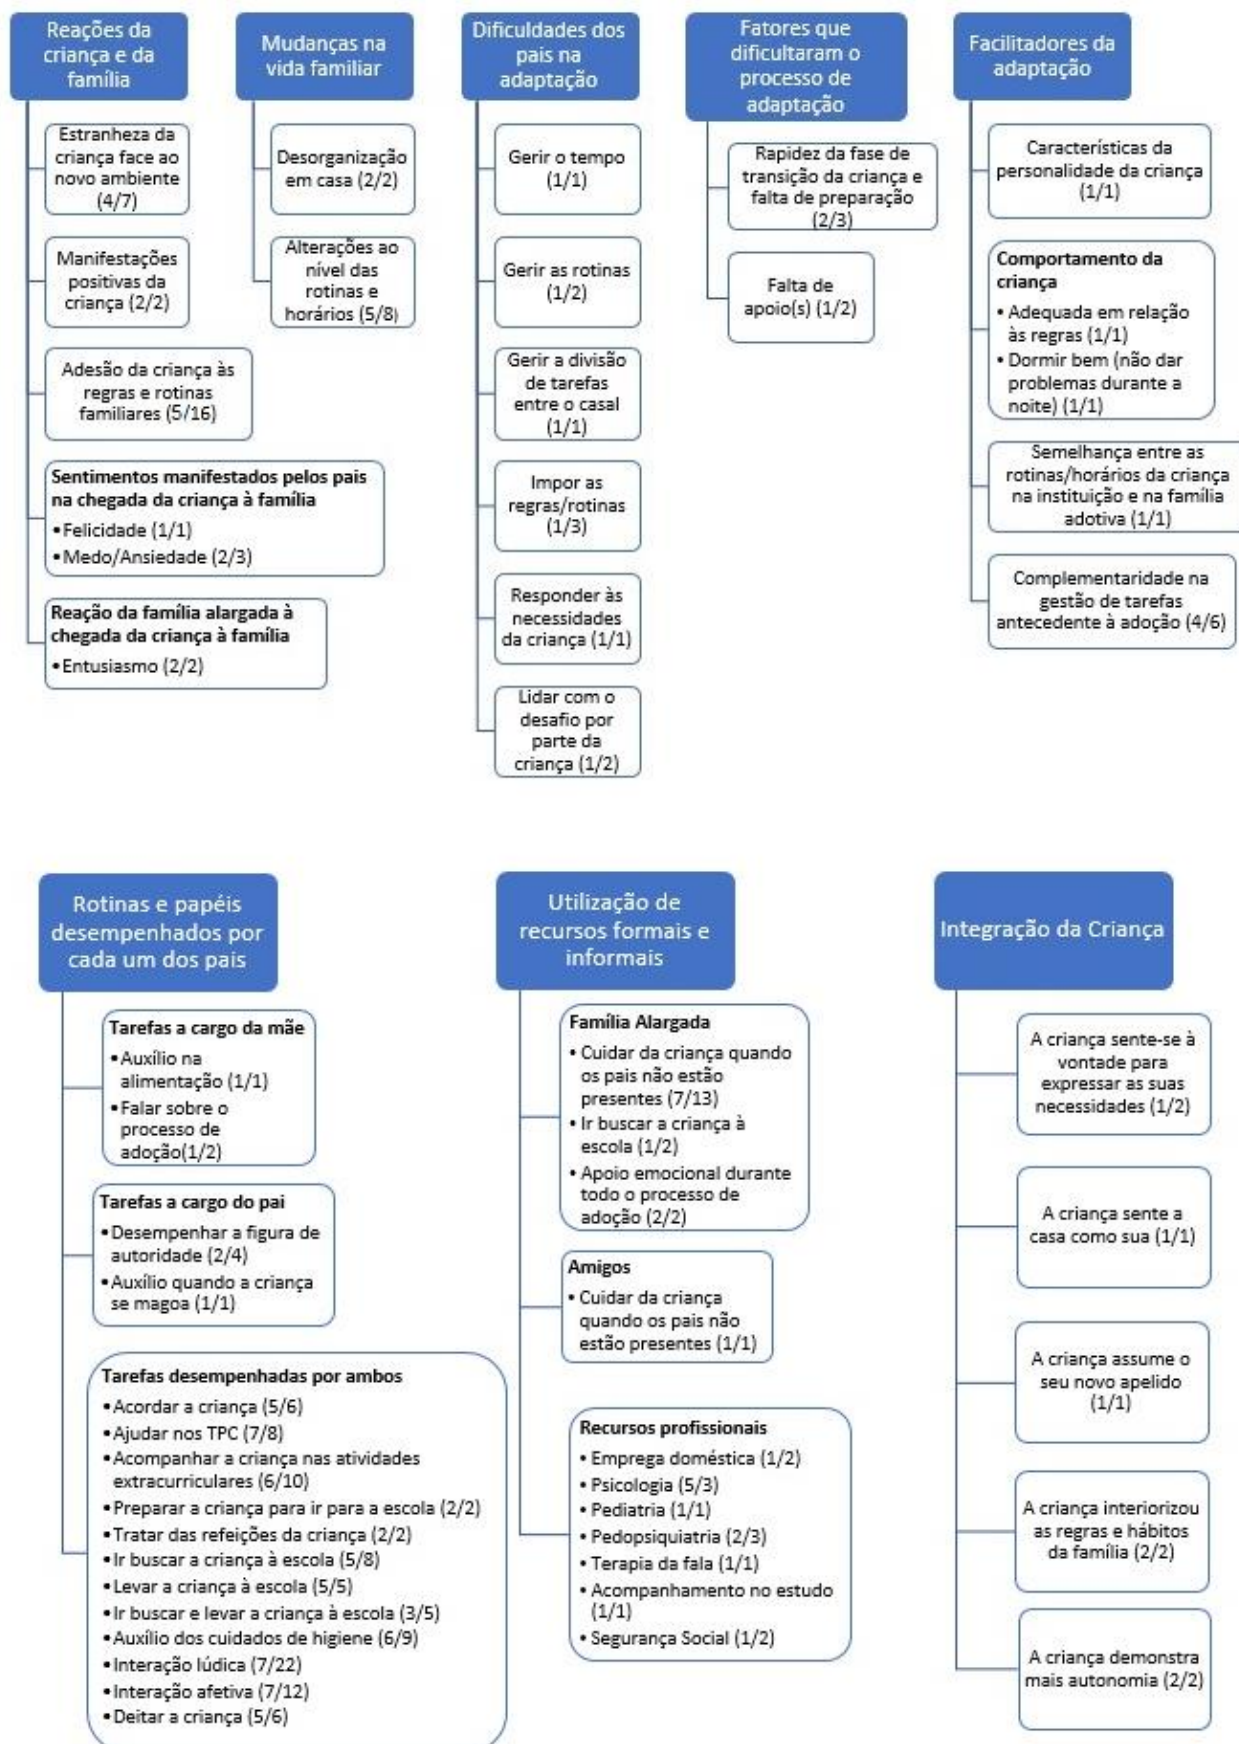 Reações da
criança e da
família
Estranheza da
criança face ao
novo ambiente
(4/7)
Manifestações
positivas da
criança (2/2)
Adesão da criança às
regras e rotinas
familiares (5/16)
Sentimentos manifestados pelos pais
na chegada da criança à família
•Felicidade (1/1)
•Medo/Ansiedade (2/3)
Reação da família alargada à
chegada da criança à família
•Entusiasmo (2/2)
Mudanças na
vida familiar
Desorganização
em casa (2/2)
Alterações ao
nível das
rotinas e
horários (5/8)
Dificuldades dos
pais na
adaptação
Gerir o tempo
(1/1)
Gerir as rotinas
(1/2)
Gerir a divisão
de tarefas
entre o casal
(1/1)
Impor as
regras/rotinas
(1/3)
Responder às
necessidades
da criança (1/1)
Lidar com o
desafio por
parte da
criança (1/2)
Fatores que
dificultaram o
processo de
adaptação
Rapidez da fase de
transição da criança e
falta de preparação
(2/3)
Falta de
apoio(s) (1/2)
Facilitadores da
adaptação
Características da
personalidade da criança
(1/1)
Comportamento da
criança
• Adequada em relação
às regras (1/1)
• Dormir bem (não dar
problemas durante a
noite) (1/1)
Semelhança entre as
rotinas/horários da criança
na instituição e na família
adotiva (1/1)
Complementaridade na
gestão de tarefas
antecedente à adoção (4/6)
Rotinas e papéis
desempenhados por
cada um dos pais
Tarefas a cargo da mãe
•Auxílio na
alimentação (1/1)
•Falar sobre o
processo de
adoção(1/2)
Tarefas a cargo do pai
•Desempenhar a figura de
autoridade (2/4)
•Auxílio quando a criança
se magoa (1/1)
Tarefas desempenhadas por ambos
•Acordar a criança (5/6)
•Ajudar nos TPC (7/8)
•Acompanhar a criança nas atividades
extracurriculares (6/10)
•Preparar a criança para ir para a escola (2/2)
•Tratar das refeições da criança (2/2)
•Ir buscar a criança à escola (5/8)
•Levar a criança à escola (5/5)
•Ir buscar e levar a criança à escola (3/5)
•Auxílio dos cuidados de higiene (6/9)
•Interação lúdica (7/22)
•Interação afetiva (7/12)
•Deitar a criança (5/6)
Utilização de
recursos formais e
informais
Família Alargada
• Cuidar da criança quando
os pais não estão
presentes (7/13)
• Ir buscar a criança à
escola (1/2)
• Apoio emocional durante
todo o processo de
adoção (2/2)
Amigos
• Cuidar da criança
quando os pais não
estão presentes (1/1)
Recursos profissionais
• Emprega doméstica (1/2)
• Psicologia (5/3)
• Pediatria (1/1)
• Pedopsiquiatria (2/3)
• Terapia da fala (1/1)
• Acompanhamento no estudo
(1/1)
• Segurança Social (1/2)
Integração da Criança
A criança sente-se à
vontade para
expressar as suas
necessidades (1/2)
A criança sente a
casa como sua (1/1)
A criança assume o
seu novo apelido
(1/1)
A criança interiorizou
as regras e hábitos
da família (2/2)
A criança demonstra
mais autonomia (2/2)